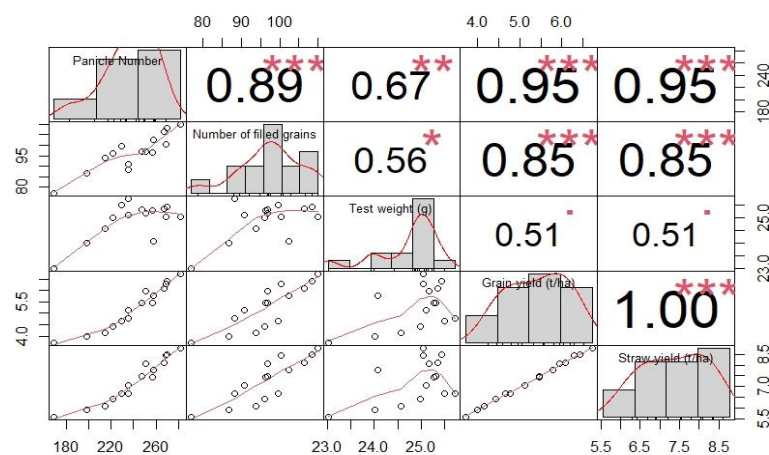 80 90 100 4.0 5.0 6.0
Panicle Number 0.89 *** 0.67 ** 0.95 *** 0.95 *** 180 240
80 95 Number of filled grains 0.56 * 0.85 *** 0.85 ***
Test weight (g) 0.51 . 0.51 . 23.0 25.0
4.0 5.5 Grain yield (t/ha) 1.00 ***
Straw yield (t/ha) 5.5 7.0 8.5
180 220 260 23.0 24.0 25.0 5.5 6.5 7.5 8.5